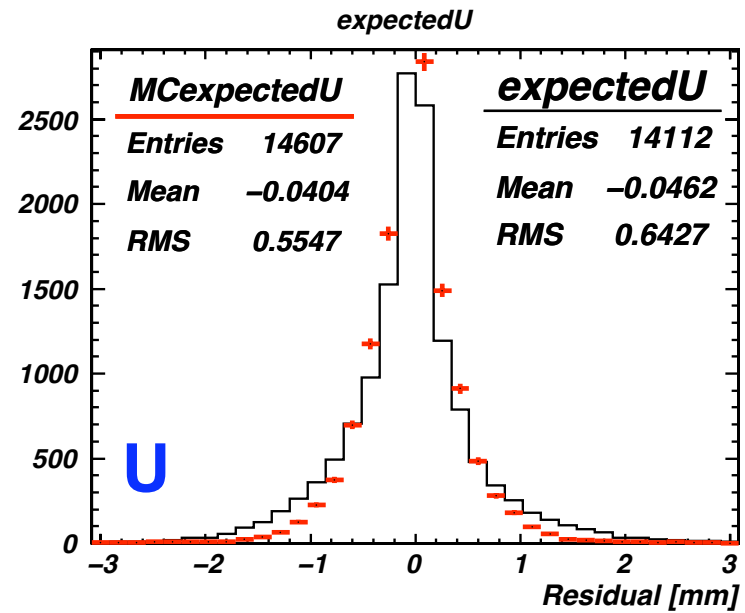 expectedU
MCexpectedU
Entries 14607
Mean −0.0404
RMS 0.5547
expectedU
Entries 14112
Mean −0.0462
RMS 0.6427
U
2500
2000
1500
1000
500
0
−3 −2 −1 0 1 2 3
Residual [mm]